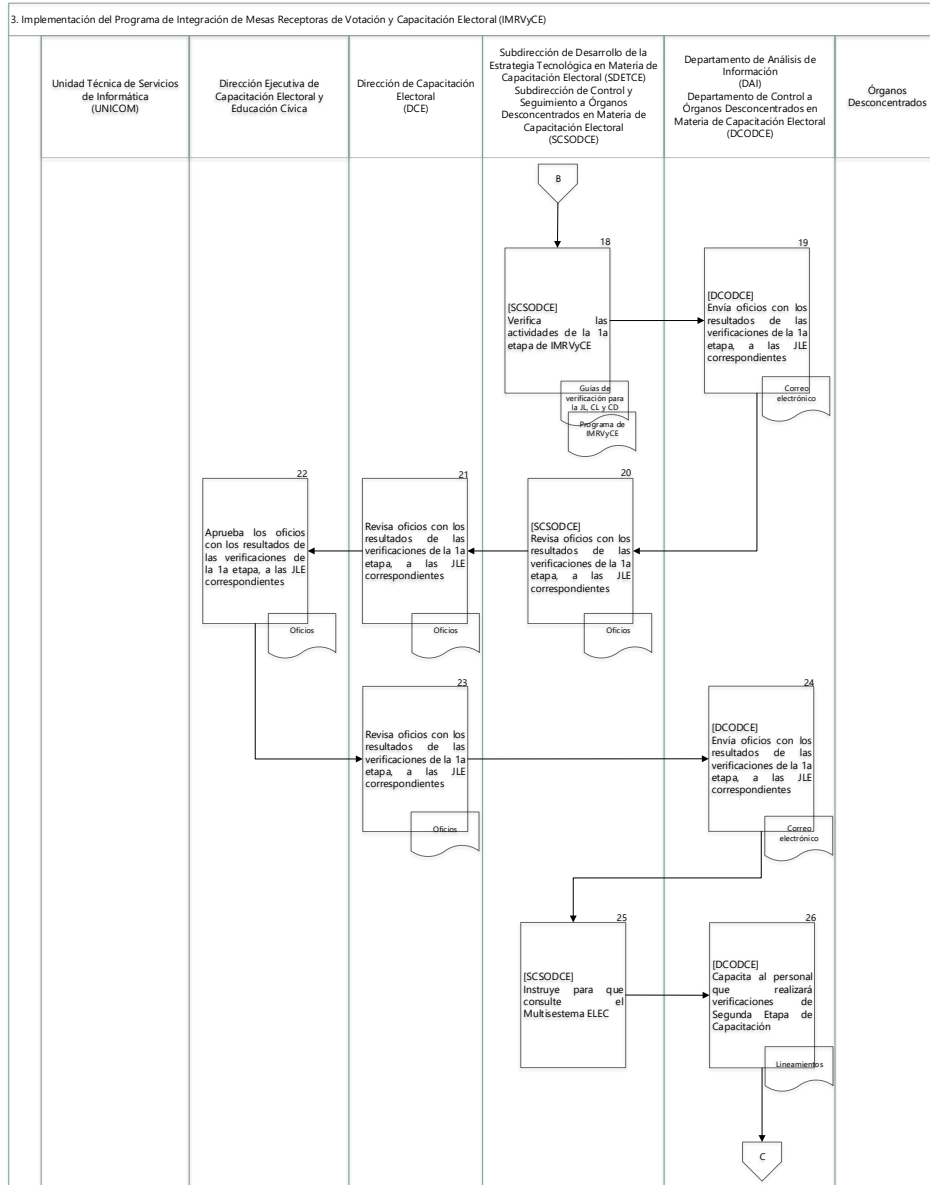 3. Implementación del Programa de Integración de Mesas Receptoras de Votación y Capacitación Electoral (IMRVyCE)
Unidad Técnica de Servicios
de Informática
(UNICOM)
Dirección Ejecutiva de
Capacitación Electoral y
Educación Cívica
Dirección de Capacitación
Electoral
(DCE)
Subdirección de Desarrollo de la
Estrategia Tecnológica en Materia de
Capacitación Electoral (SDETCE)
Subdirección de Control y
Seguimiento a Órganos
Desconcentrados en Materia de
Capacitación Electoral
(SCSODCE)
Departamento de Análisis de
Información
(DAI)
Departamento de Control a
Órganos Desconcentrados en
Materia de Capacitación Electoral
(DCODCE)
Órganos
Desconcentrados
B
18
[SCSODCE]
Verifica las
actividades de la 1a
etapa de IMRVyCE
Guías de
verificación para
la JL, CL y CD
Programa de
IMRVyCE
19
[DCODCE]
Envía oficios con los
resultados de las
verificaciones de la 1a
etapa, a las JLE
correspondientes
Correo
electrónico
22
Aprueba los oficios
con los resultados de
las verificaciones de
la 1a etapa, a las JLE
correspondientes
Oficios
21
Revisa oficios con los
resultados de las
verificaciones de la 1a
etapa, a las JLE
correspondientes
Oficios
20
[SCSODCE]
Revisa oficios con los
resultados de las
verificaciones de la 1a
etapa, a las JLE
correspondientes
Oficios
23
Revisa oficios con los
resultados de las
verificaciones de la 1a
etapa, a las JLE
correspondientes
Oficios
24
[DCODCE]
Envía oficios con los
resultados de las
verificaciones de la 1a
etapa, a las JLE
correspondientes
Correo
electrónico
25
[SCSODCE]
Instruye para que
consulte el
Multisestema ELEC
26
[DCODCE]
Capacita al personal
que realizará
verificaciones de
Segunda Etapa de
Capacitación
Lineamientos
C